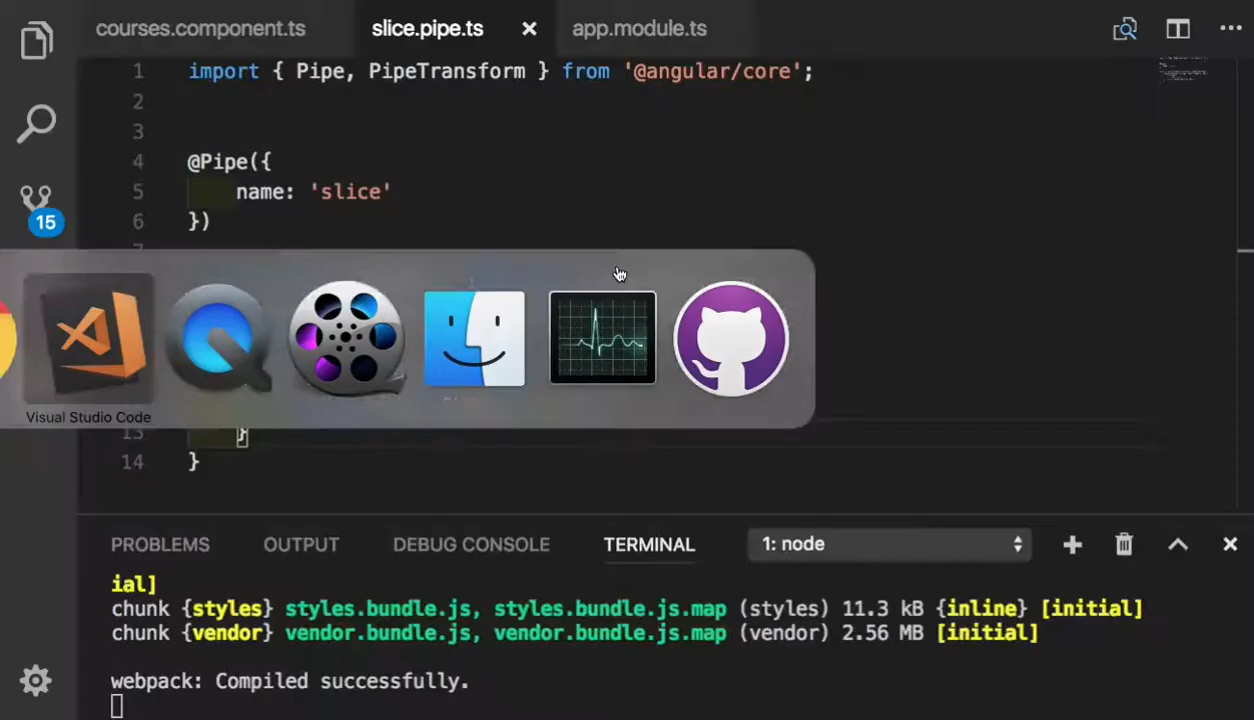 courses.component.ts slice.pipe.ts × app.module.ts ...
1 import { Pipe, PipeTransform } from '@angular/core';
2
3
4 @Pipe({
5 name: 'slice'
6 })
15
Visual Studio Code
13 }
14 }
PROBLEMS OUTPUT DEBUG CONSOLE TERMINAL 1: node
ial]
chunk {styles} styles.bundle.js, styles.bundle.js.map (styles) 11.3 kB {inline} [initial]
chunk {vendor} vendor.bundle.js, vendor.bundle.js.map (vendor) 2.56 MB [initial]
webpack: Compiled successfully.